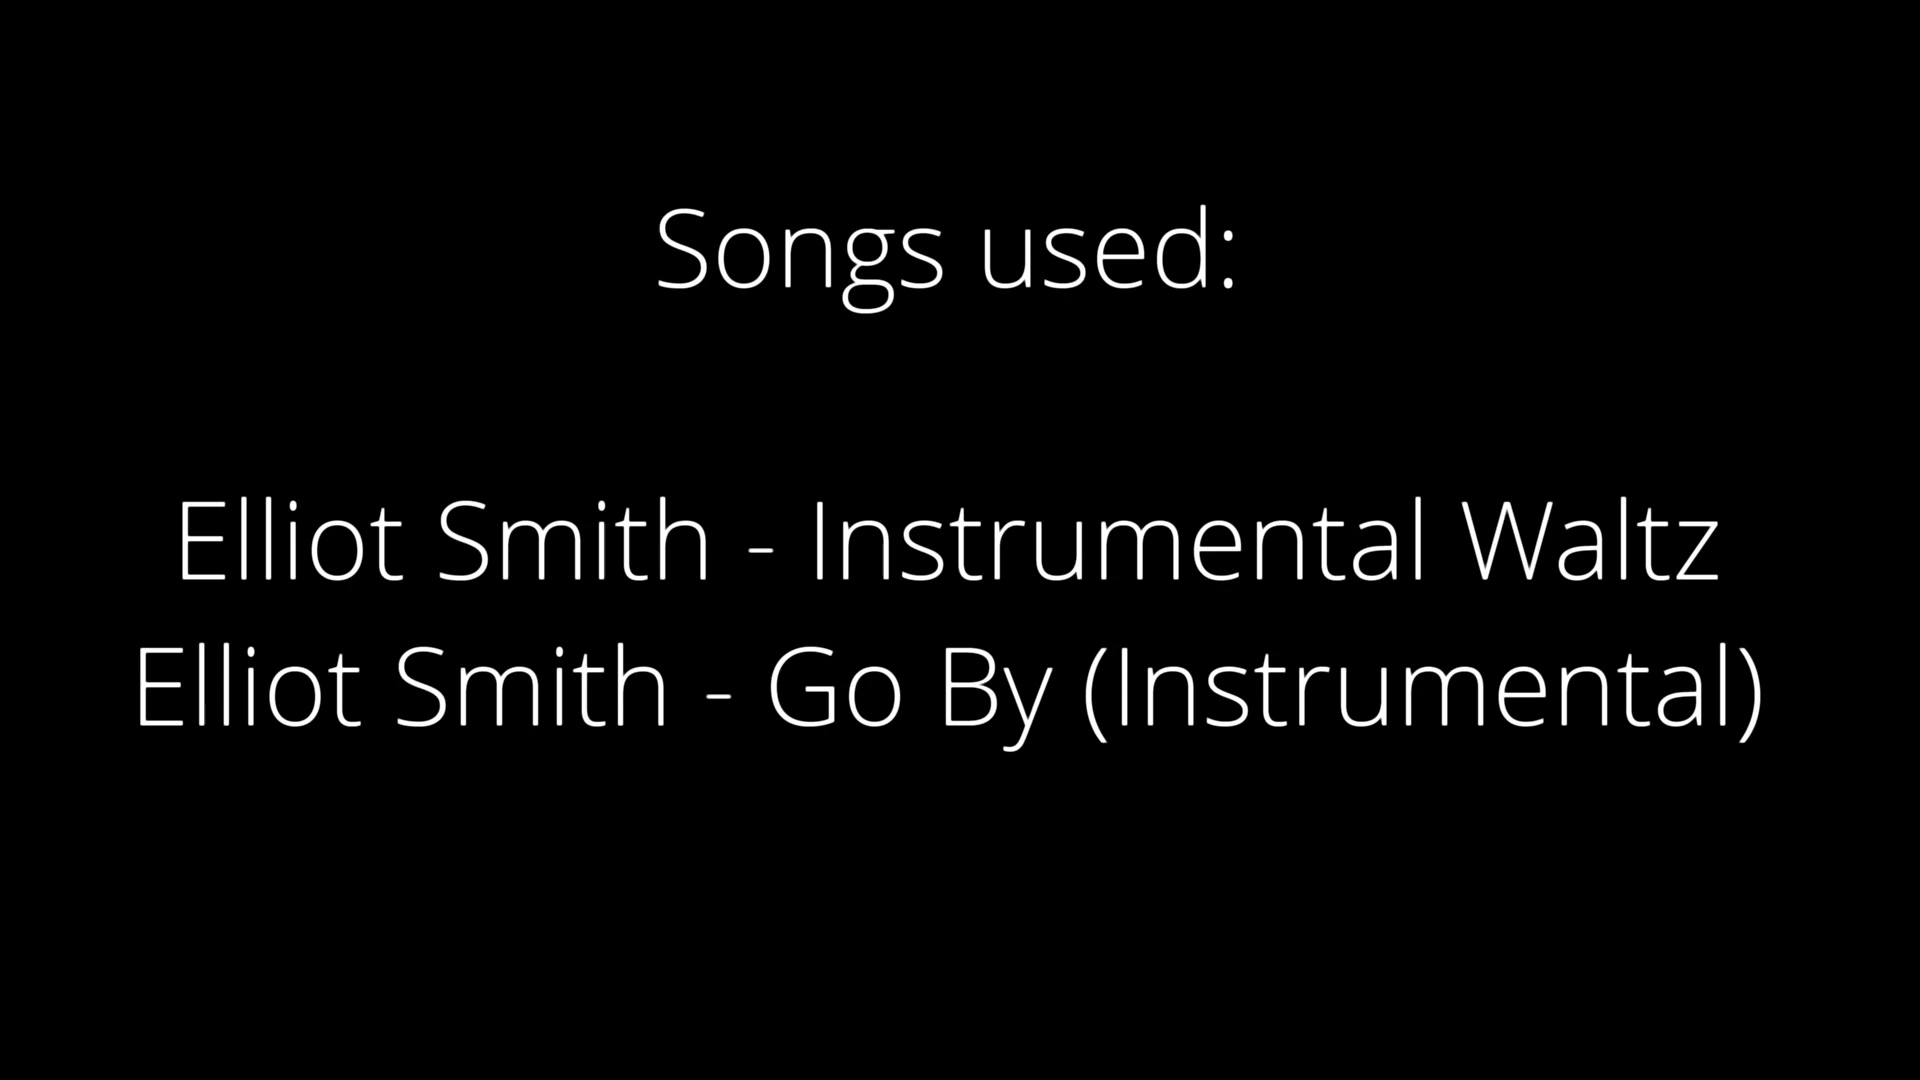 Songs used:
Elliot Smith - Instrumental Waltz
Elliot Smith - Go By (Instrumental)